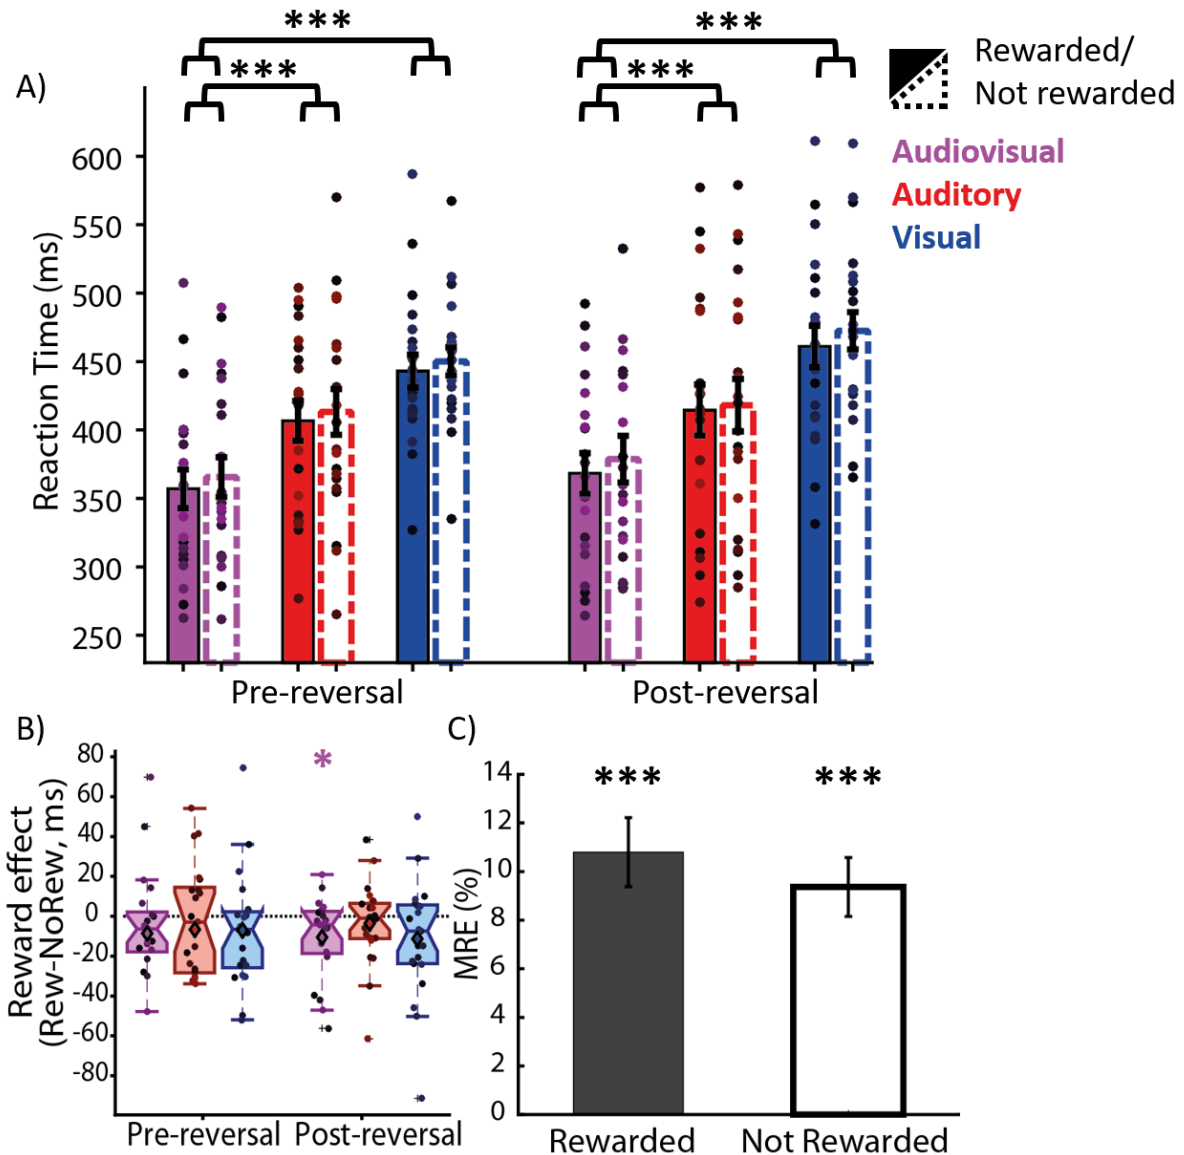 *** ***
A) *** ***
Rewarded/
Not rewarded
Audiovisual
Auditory
Visual
Reaction Time (ms)
600
550
500
450
400
350
300
250
Pre-reversal Post-reversal
B)
Reward effect
(Rew-NoRew, ms)
80
60
40
20
0
-20
-40
-60
-80
*
Pre-reversal Post-reversal
C)
MRE (%)
14
12
10
8
6
4
2
0
*** ***
Rewarded Not Rewarded